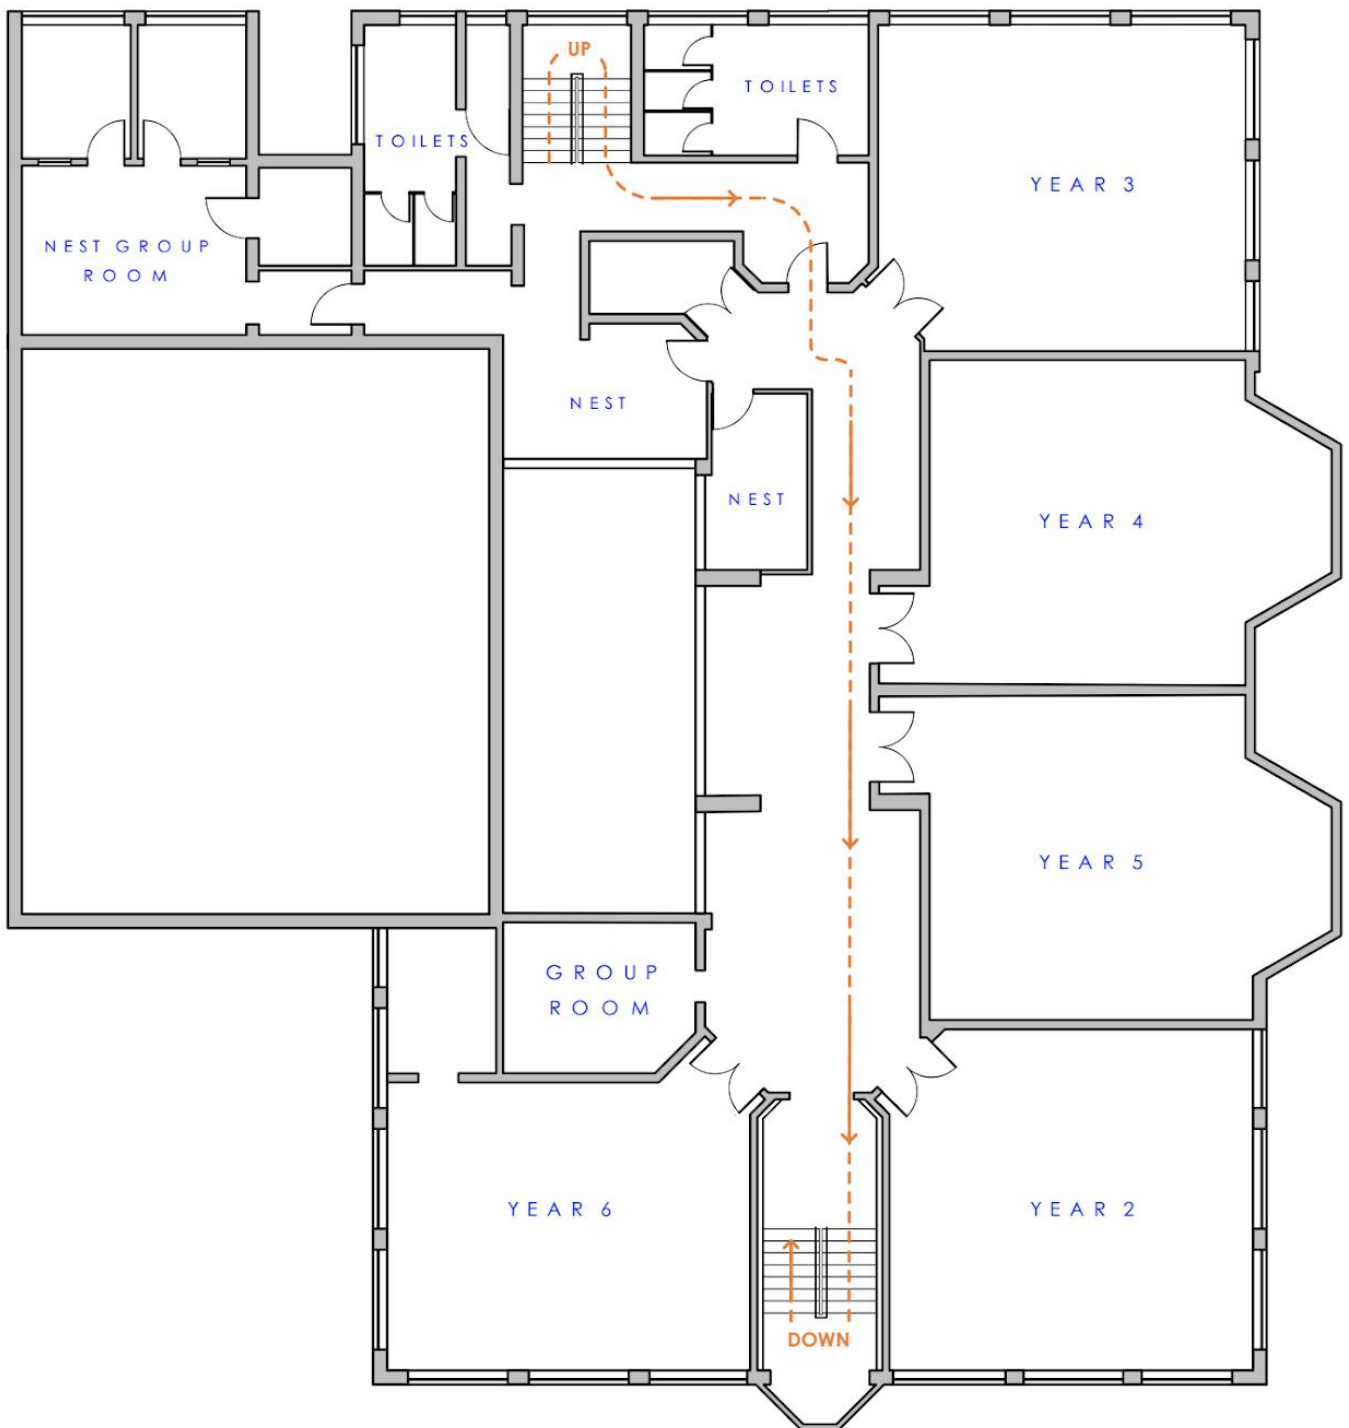 UP
TOILETS
TOILETS
YEAR 3
NEST GROUP
ROOM
NEST
NEST
YEAR 4
YEAR 5
GROUP
ROOM
YEAR 6
YEAR 2
DOWN